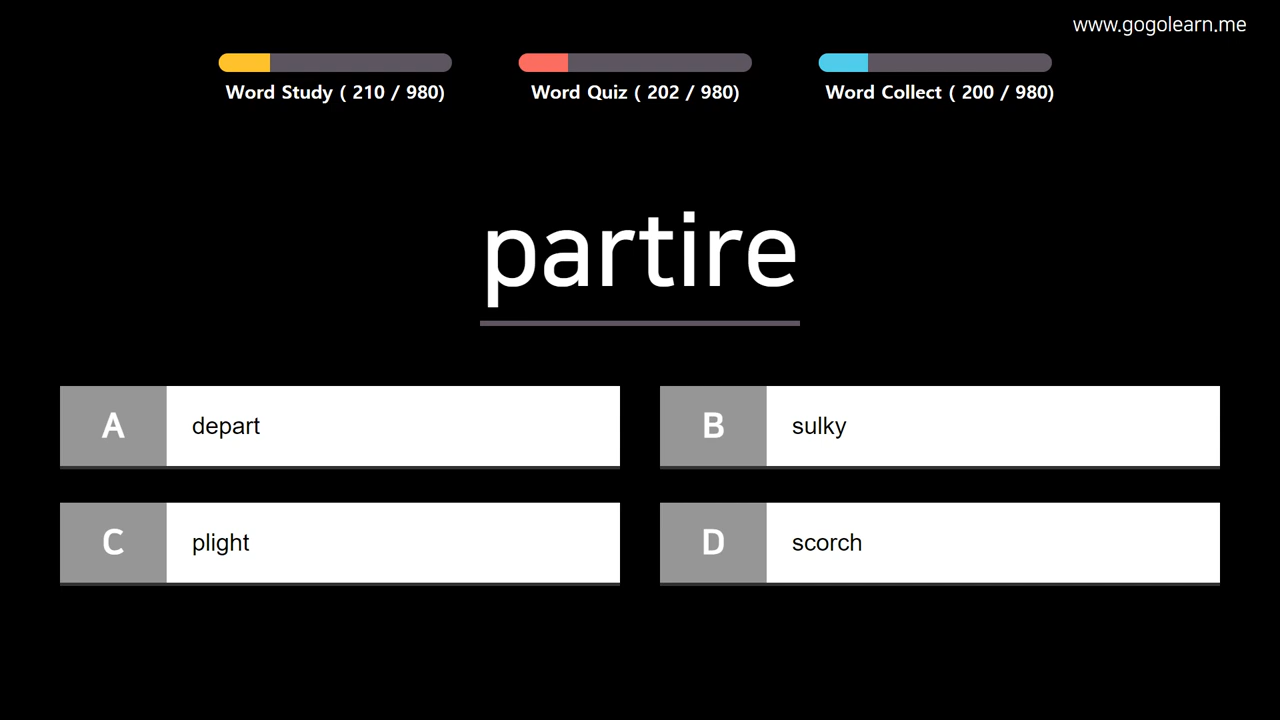 www.gogolearn.me
Word Study ( 210 / 980)
Word Quiz ( 202 / 980)
Word Collect ( 200 / 980)
partire
A depart
B sulky
C plight
D scorch